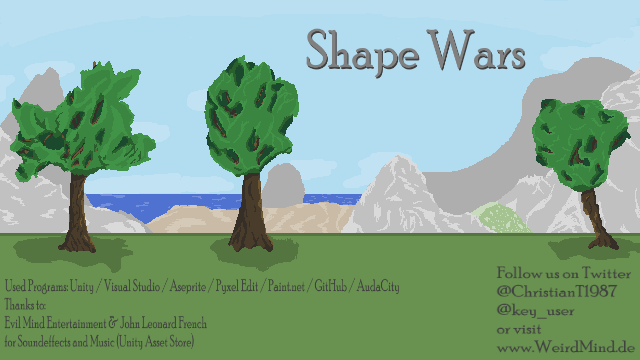 Shape Wars
Used Programs: Unity / Visual Studio / Aseprite / Pyxel Edit / Paint.net / GitHub / AudaCity
Thanks to:
Evil Mind Entertainment & John Leonard French
for Soundeffects and Music (Unity Asset Store)
Follow us on Twitter
@ChristianT1987
@key_user
or visit
www.WeirdMind.de